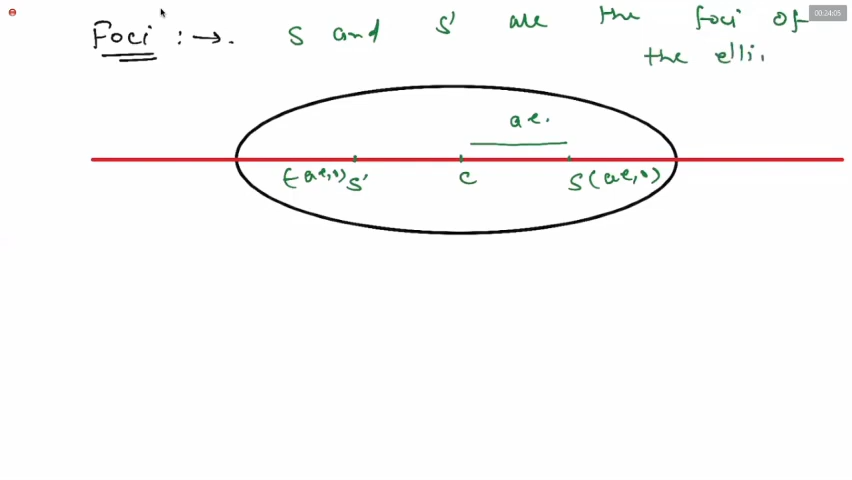 Foci :→. S and S' are the foci of
the elli.
ae.
(-ae,0) S' C S(ae,0)
00:24:05